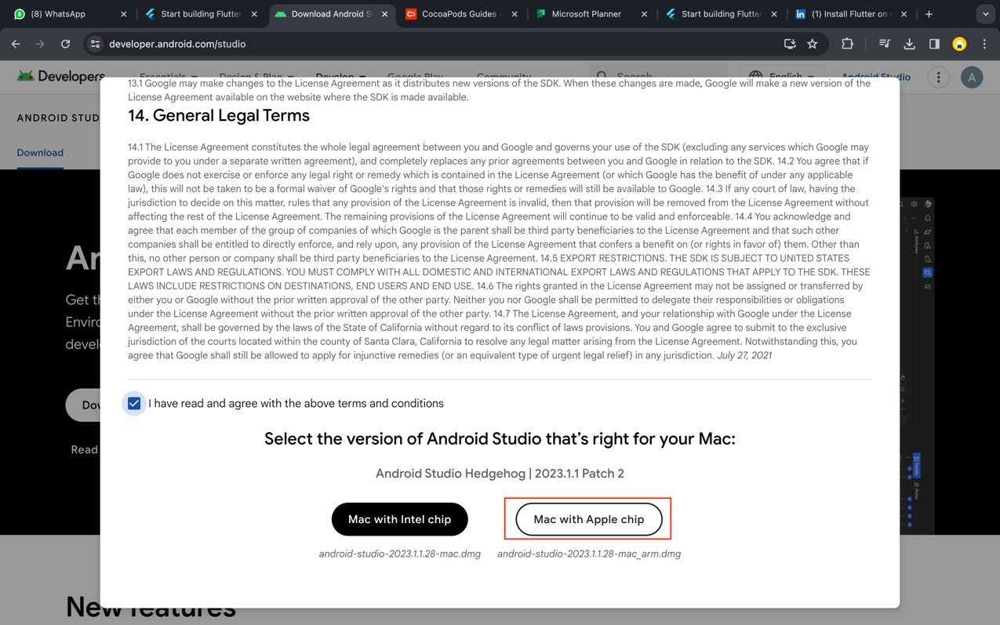 (8) WhatsApp
Start building Flutter
Download Android S
CocoaPods Guides -
Microsoft Planner
Start building Flutter
(1) Install Flutter on
developer.android.com/studio
A
Developers
Essentials
Design & Plan
Develop
Google Play
Community
Search
English
Android Studio
ANDROID STUD
Download
13.1 Google may make changes to the License Agreement as it distributes new versions of the SDK. When these changes are made, Google will make a new version of the
License Agreement available on the website where the SDK is made available.
14. General Legal Terms
14.1 The License Agreement constitutes the whole legal agreement between you and Google and governs your use of the SDK (excluding any services which Google may
provide to you under a separate written agreement), and completely replaces any prior agreements between you and Google in relation to the SDK. 14.2 You agree that if
Google does not exercise or enforce any legal right or remedy which is contained in the License Agreement (or which Google has the benefit of under any applicable
law), this will not be taken to be a formal waiver of Google's rights and that those rights or remedies will still be available to Google. 14.3 If any court of law, having the
jurisdiction to decide on this matter, rules that any provision of the License Agreement is invalid, then that provision will be removed from the License Agreement without
affecting the rest of the License Agreement. The remaining provisions of the License Agreement will continue to be valid and enforceable. 14.4 You acknowledge and
agree that each member of the group of companies of which Google is the parent shall be third party beneficiaries to the License Agreement and that such other
companies shall be entitled to directly enforce, and rely upon, any provision of the License Agreement that confers a benefit on (or rights in favor of) them. Other than
this, no other person or company shall be third party beneficiaries to the License Agreement. 14.5 EXPORT RESTRICTIONS. THE SDK IS SUBJECT TO UNITED STATES
EXPORT LAWS AND REGULATIONS. YOU MUST COMPLY WITH ALL DOMESTIC AND INTERNATIONAL EXPORT LAWS AND REGULATIONS THAT APPLY TO THE SDK. THESE
LAWS INCLUDE RESTRICTIONS ON DESTINATIONS, END USERS AND END USE. 14.6 The rights granted in the License Agreement may not be assigned or transferred by
either you or Google without the prior written approval of the other party. Neither you nor Google shall be permitted to delegate their responsibilities or obligations
under the License Agreement without the prior written approval of the other party. 14.7 The License Agreement, and your relationship with Google under the License
Agreement, shall be governed by the laws of the State of California without regard to its conflict of laws provisions. You and Google agree to submit to the exclusive
jurisdiction of the courts located within the county of Santa Clara, California to resolve any legal matter arising from the License Agreement. Notwithstanding this, you
agree that Google shall still be allowed to apply for injunctive remedies (or an equivalent type of urgent legal relief) in any jurisdiction. July 27, 2021
An
Get th
Enviro
devel
Dow
Read
I have read and agree with the above terms and conditions
Select the version of Android Studio that's right for your Mac:
Android Studio Hedgehog | 2023.1.1 Patch 2
Mac with Intel chip
Mac with Apple chip
android-studio-2023.1.1.28-mac.dmg
android-studio-2023.1.1.28-mac_arm.dmg
New features
Attributes
Details
Notes